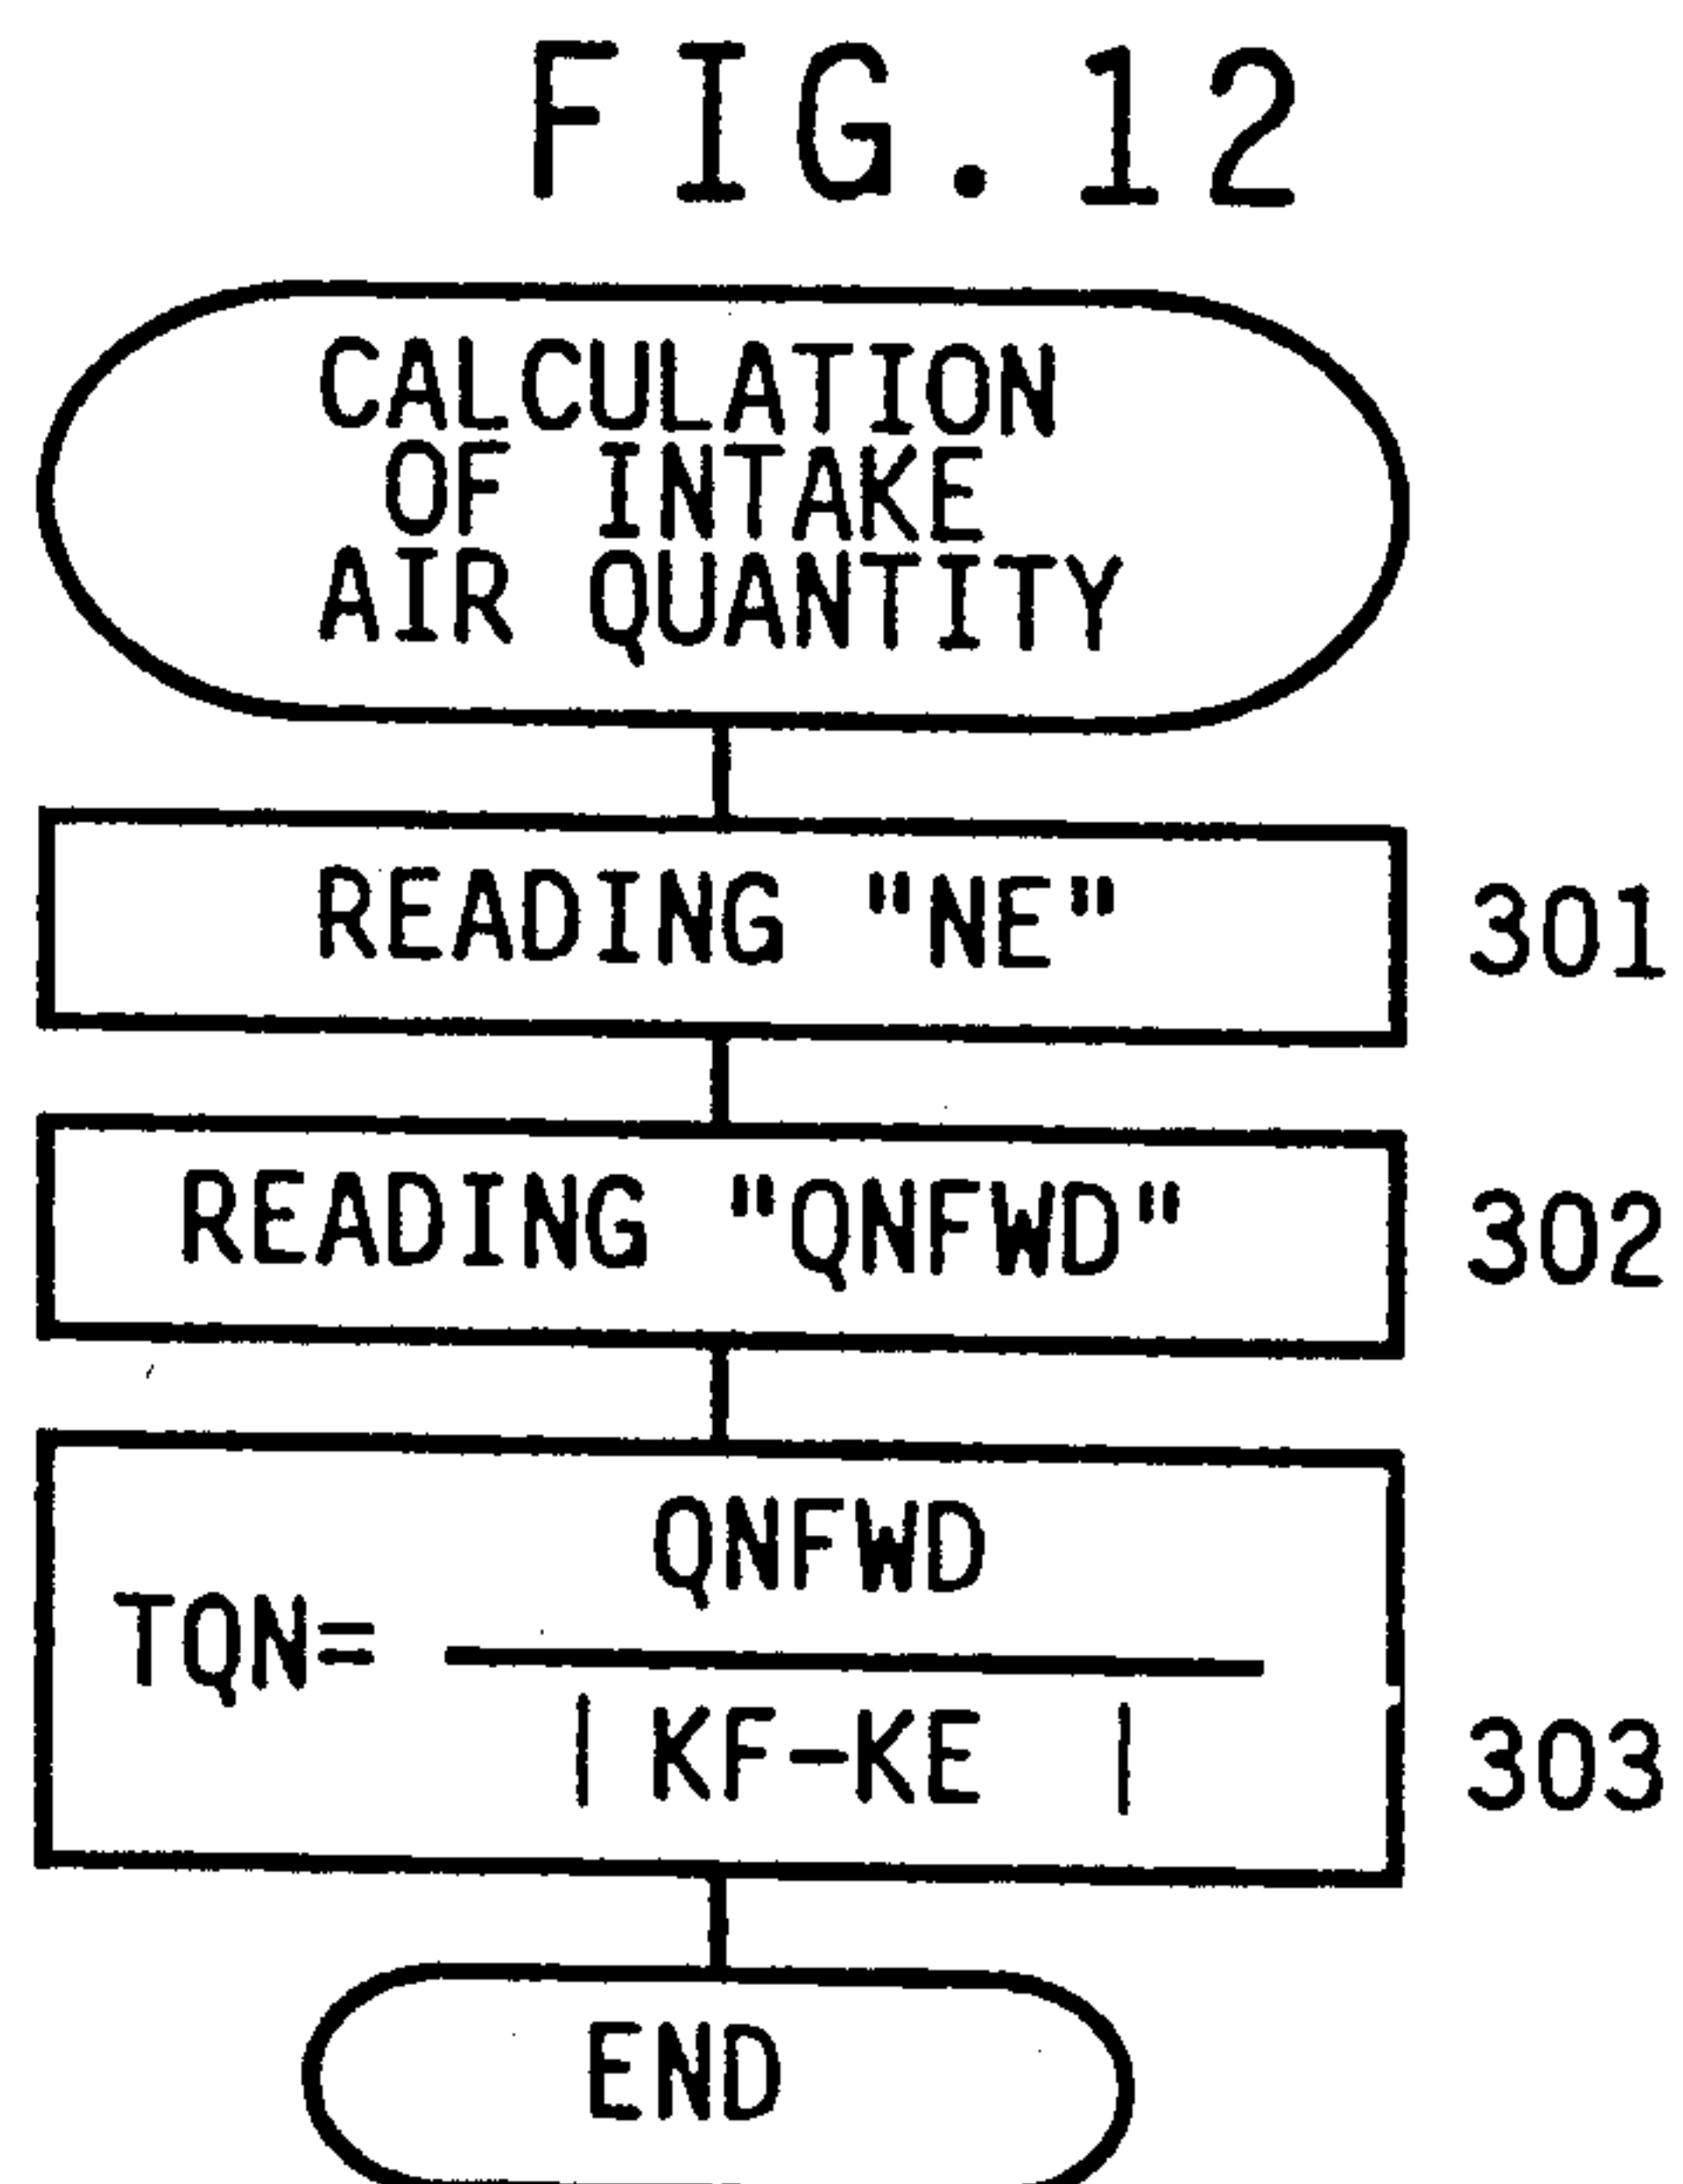 FIG.12
CALCULATION
OF INTAKE
AIR QUANTITY
READING "NE"
301
READING "QNFWD"
302
QNFWD
TQN=
| KF-KE |
303
END